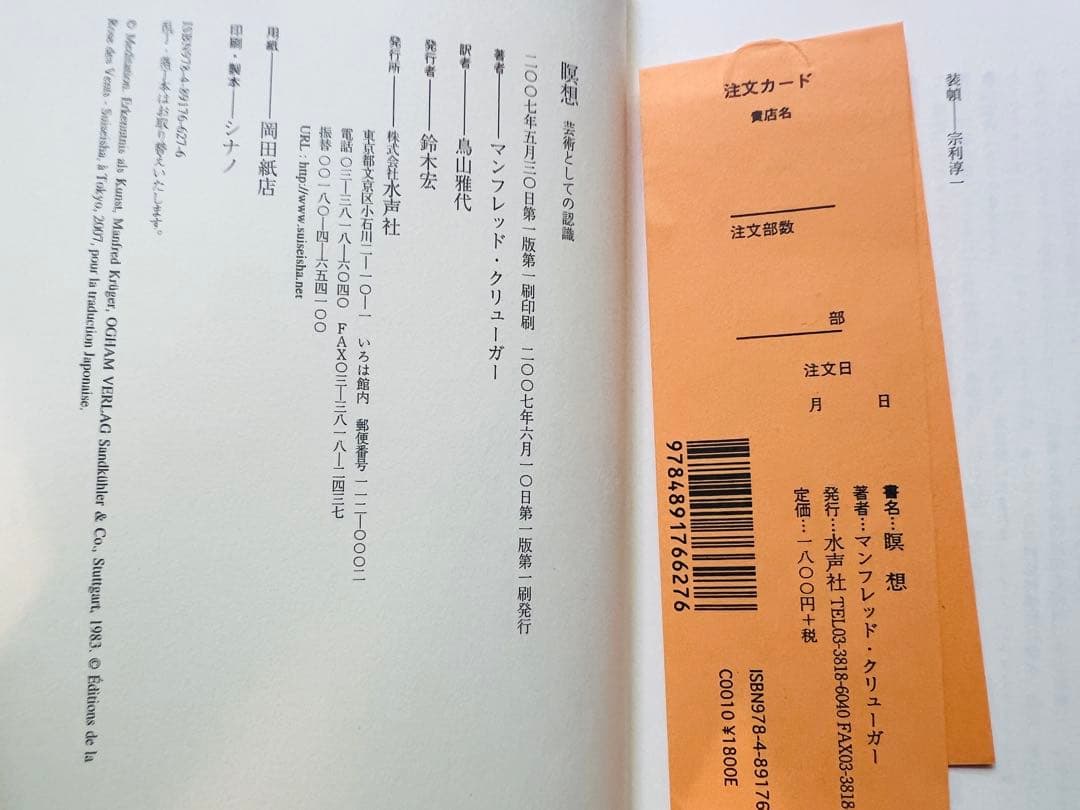 装幀――宗利淳一
注文カード
貴店名
注文部数
部
注文日
月　日
書名…瞑 想
著者…マンフレッド・クリューガー
発行…水声社 TEL03-3818-6040 FAX03-3818
定価…一八〇〇円＋税
9784891766276
ISBN978-4-89176
C0010 ¥1800E
瞑想　芸術としての認識
二〇〇七年五月三〇日第一版第一刷印刷　二〇〇七年六月一〇日第一版第一刷発行
著者――マンフレッド・クリューガー
訳者――鳥山雅代
発行者――鈴木宏
発行所――株式会社水声社
東京都文京区小石川二―一〇―一　いろは館内　郵便番号一一二―〇〇〇二
電話〇三―三八一八―六〇四〇　FAX〇三―三八一八―二四三七
振替〇〇一八〇―四―六五四一〇〇
URL : http://www.suiseisha.net
用紙――岡田紙店
印刷・製本――シナノ
ISBN978-4-89176-627-6
乱丁・落丁本はお取り替えいたします。
© Meditation. Erkenntnis als Kunst, Manfred Krüger, OGHAM VERLAG Sandkühler & Co., Stuttgart, 1983. © Éditions de la
Rose des Vents - Suiseisha, à Tokyo, 2007, pour la traduction Japonaise.